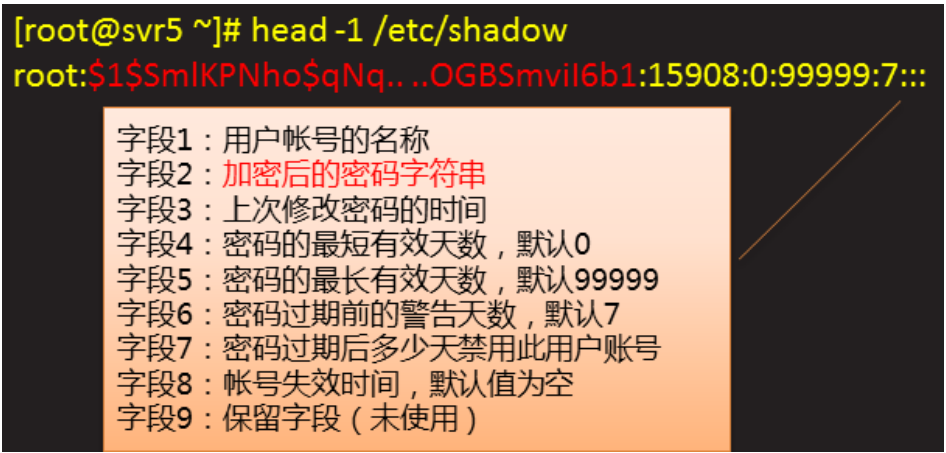 [root@svr5 ~]# head -1 /etc/shadow
root:$1$SmlKPNho$qNq.. ..OGBSmviI6b1:15908:0:99999:7:::
字段1：用户帐号的名称
字段2：加密后的密码字符串
字段3：上次修改密码的时间
字段4：密码的最短有效天数，默认0
字段5：密码的最长有效天数，默认99999
字段6：密码过期前的警告天数，默认7
字段7：密码过期后多少天禁用此用户账号
字段8：帐号失效时间，默认值为空
字段9：保留字段（未使用）